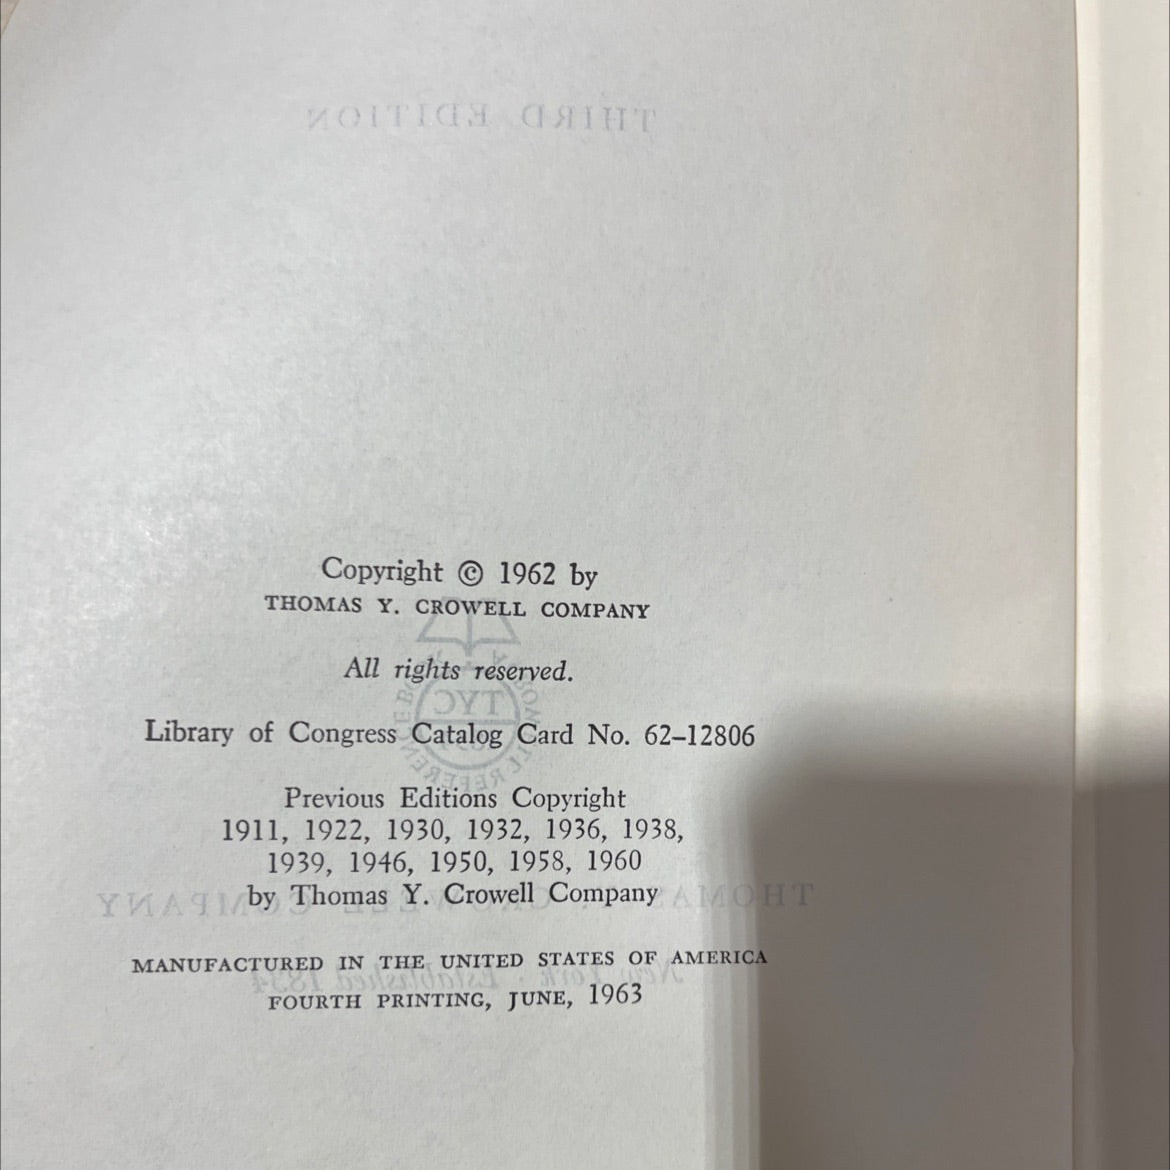 THIRD EDITION
Copyright © 1962 by
THOMAS Y. CROWELL COMPANY
All rights reserved.
Library of Congress Catalog Card No. 62–12806
Previous Editions Copyright
1911, 1922, 1930, 1932, 1936, 1938,
1939, 1946, 1950, 1958, 1960
by Thomas Y. Crowell Company
MANUFACTURED IN THE UNITED STATES OF AMERICA
FOURTH PRINTING, JUNE, 1963